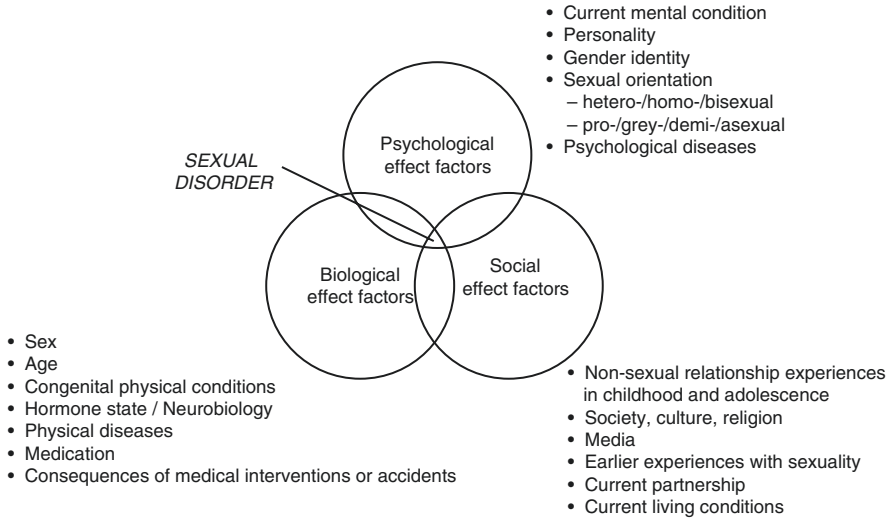 • Current mental condition
• Personality
• Gender identity
• Sexual orientation
– hetero-/homo-/bisexual
– pro-/grey-/demi-/asexual
• Psychological diseases
Psychological
effect factors
SEXUAL
DISORDER
Biological
effect factors
Social
effect factors
• Sex
• Age
• Congenital physical conditions
• Hormone state / Neurobiology
• Physical diseases
• Medication
• Consequences of medical interventions or accidents
• Non-sexual relationship experiences
in childhood and adolescence
• Society, culture, religion
• Media
• Earlier experiences with sexuality
• Current partnership
• Current living conditions